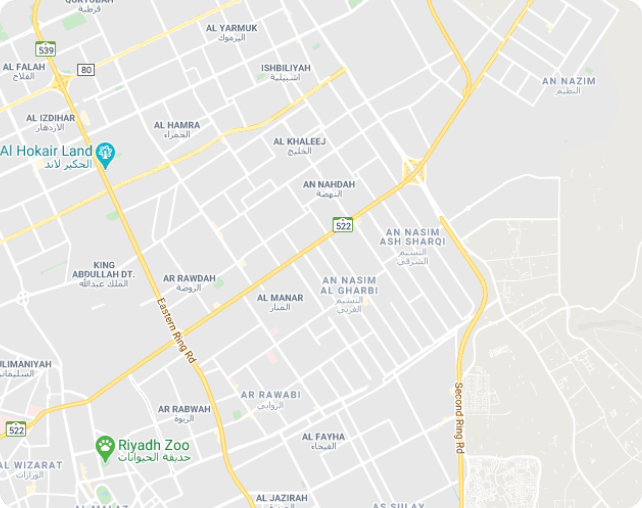 QURTUBAH
قرطبة
539
80
AL YARMUK
اليرموك
AL FALAH
الفلاح
ISHBILIYAH
اشبيلية
AN NAZIM
النظيم
AL IZDIHAR
الازدهار
AL HAMRA
الحمراء
AL KHALEEJ
الخليج
Al Hokair Land
الحكير لاند
AN NAHDAH
النهضة
522
AN NASIM
ASH SHARQI
النسيم
الشرقي
KING
ABDULLAH DT.
الملك عبدالله
AR RAWDAH
الروضة
AN NASIM
AL GHARBI
النسيم
الغربي
AL MANAR
المنار
Eastern Ring Rd
ULIMANIYAH
السليماني
AR RAWABI
الروابي
AR RABWAH
الربوة
Second Ring Rd
522
Riyadh Zoo
حديقة الحيوانات
AL FAYHA
الفيحاء
AL WIZARAT
الوزارات
AL JAZIRAH
AL MALAZ
AS SULAY